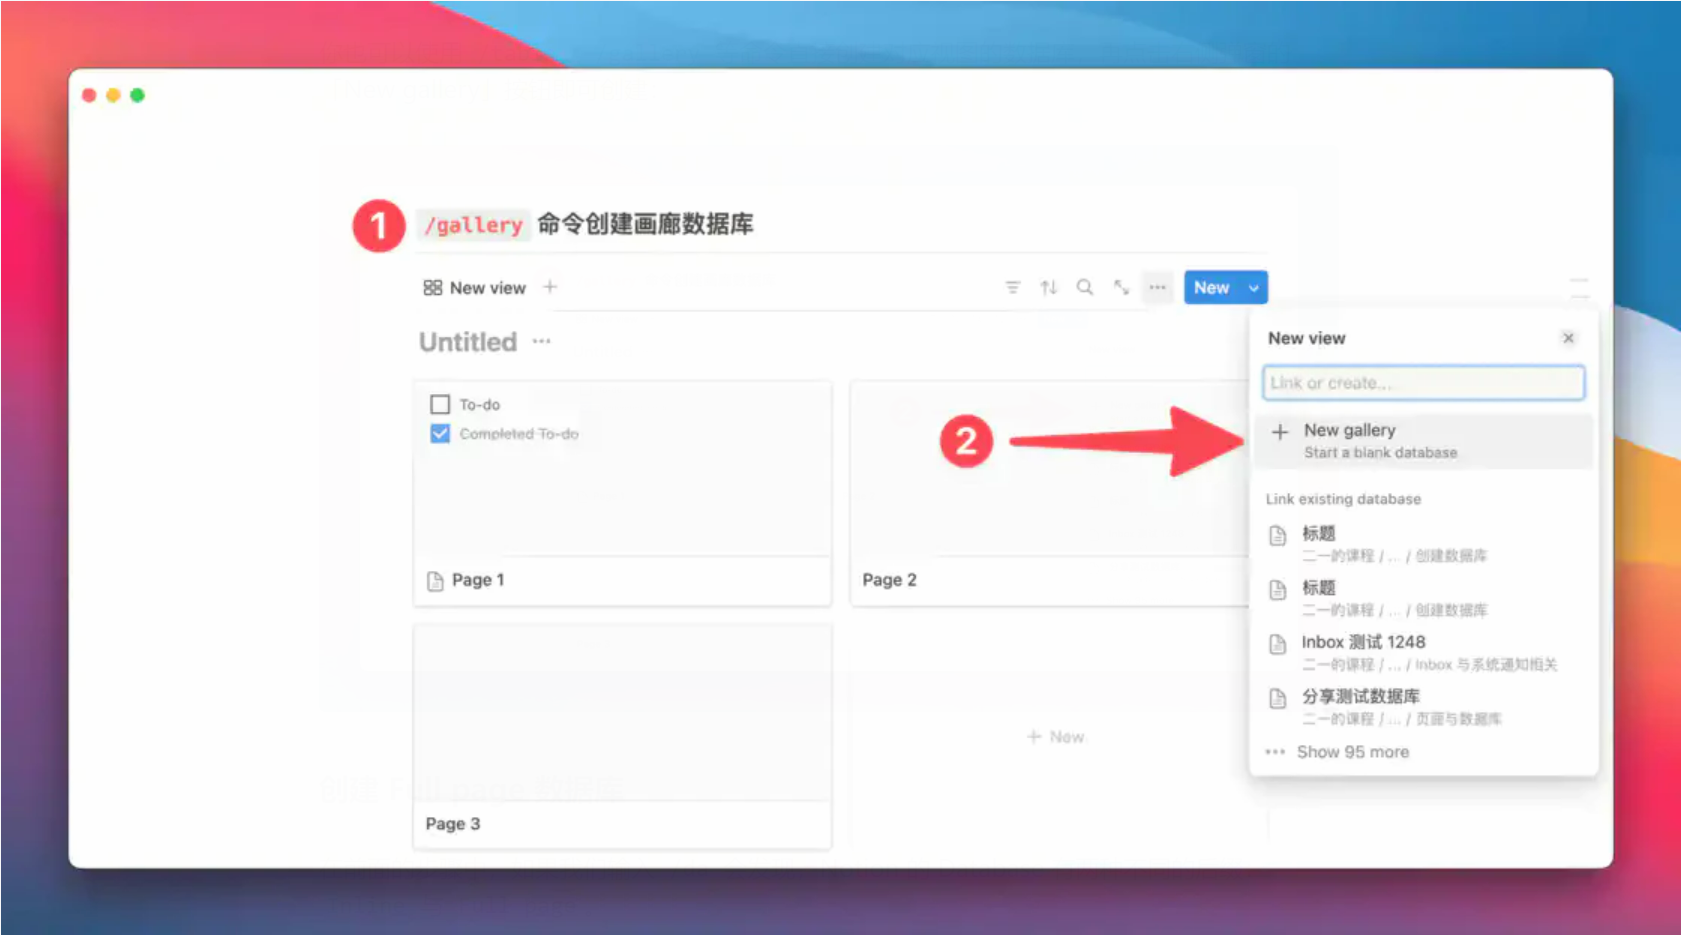 1 /gallery 命令创建画廊数据库
New view
New
Untitled
To-do
Completed To-do
Page 1
Page 2
Page 3
+ New
2
New view
Link or create...
New gallery
Start a blank database
Link existing database
标题
二一的课程 / ... / 创建数据库
标题
二一的课程 / ... / 创建数据库
Inbox 测试 1248
二一的课程 / ... / Inbox 与系统通知相关
分享测试数据库
二一的课程 / ... / 页面与数据库
Show 95 more